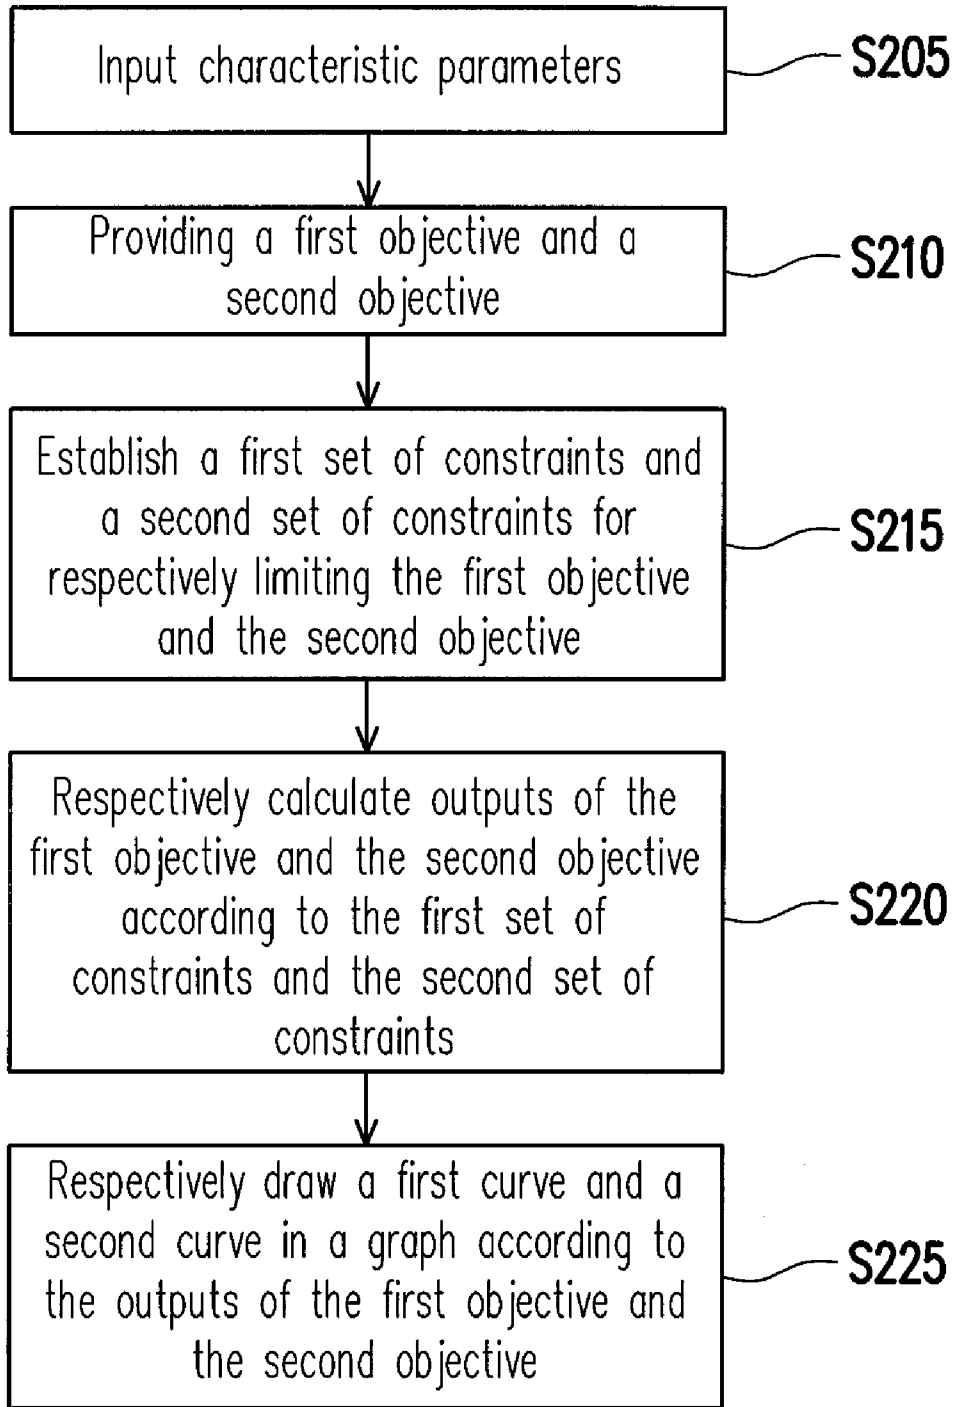 Input characteristic parameters
S205
Providing a first objective and a
second objective
S210
Establish a first set of constraints and
a second set of constraints for
respectively limiting the first objective
and the second objective
S215
Respectively calculate outputs of the
first objective and the second objective
according to the first set of
constraints and the second set of
constraints
S220
Respectively draw a first curve and a
second curve in a graph according to
the outputs of the first objective and
the second objective
S225